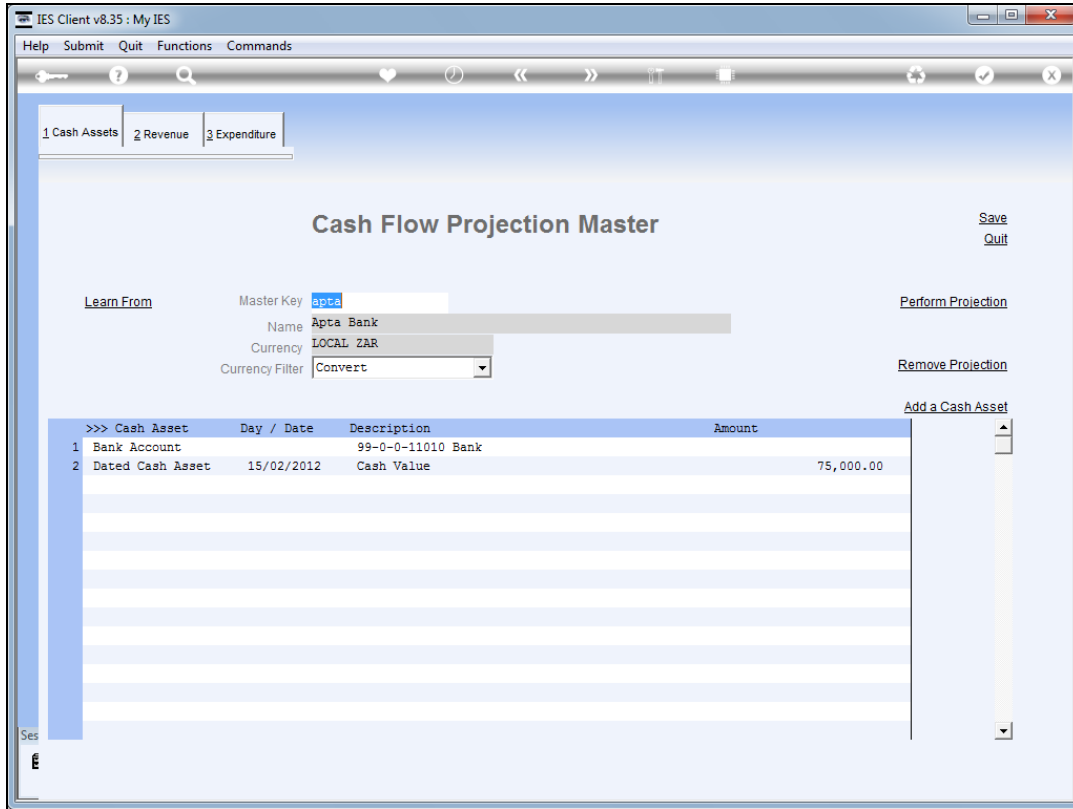 IES Client v8.35 : My IES
Help Submit Quit Functions Commands
1 Cash Assets 2 Revenue 3 Expenditure
Cash Flow Projection Master
Save
Quit
Learn From Master Key apta Perform Projection
Name Apta Bank
Currency LOCAL ZAR
Currency Filter Convert Remove Projection
Add a Cash Asset
>>> Cash Asset Day / Date Description Amount
1 Bank Account 99-0-0-11010 Bank
2 Dated Cash Asset 15/02/2012 Cash Value 75,000.00
Ses